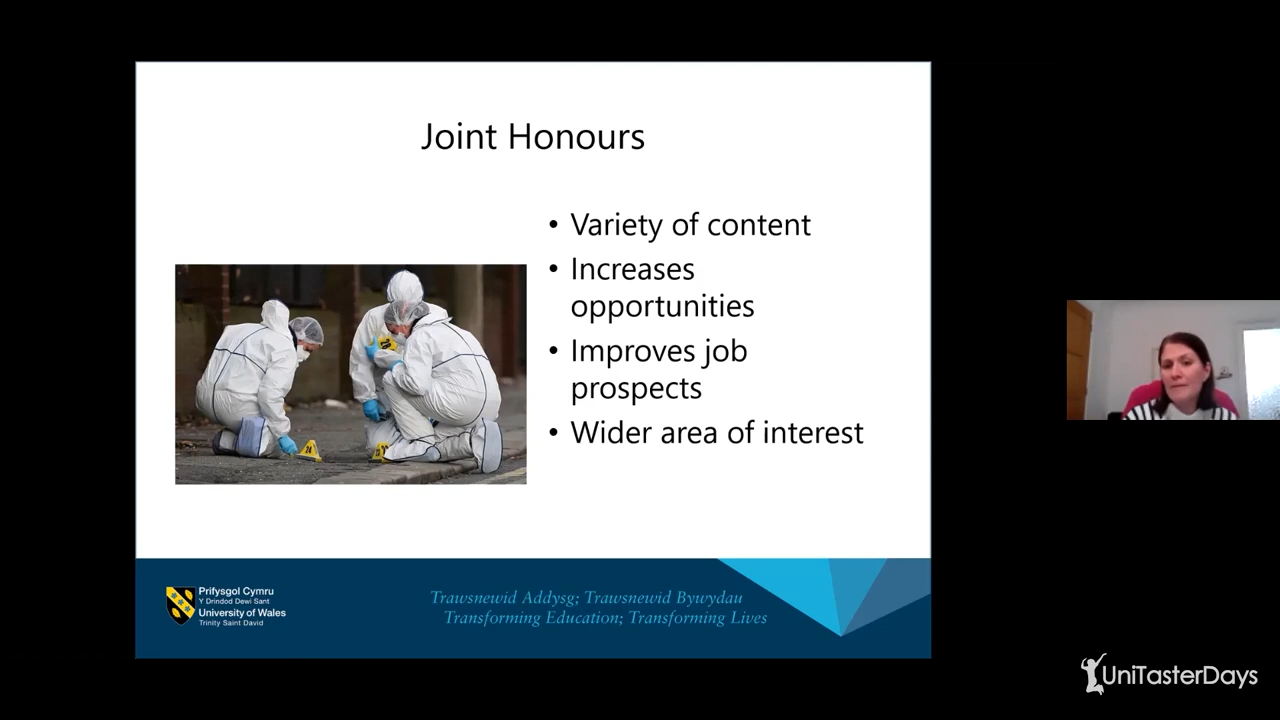 Joint Honours
• Variety of content
• Increases
opportunities
• Improves job
prospects
• Wider area of interest
Prifysgol Cymru
Y Drindod Dewi Sant
University of Wales
Trinity Saint David
Trawsnewid Addysg; Trawsnewid Bywydau
Transforming Education; Transforming Lives
UniTasterDays